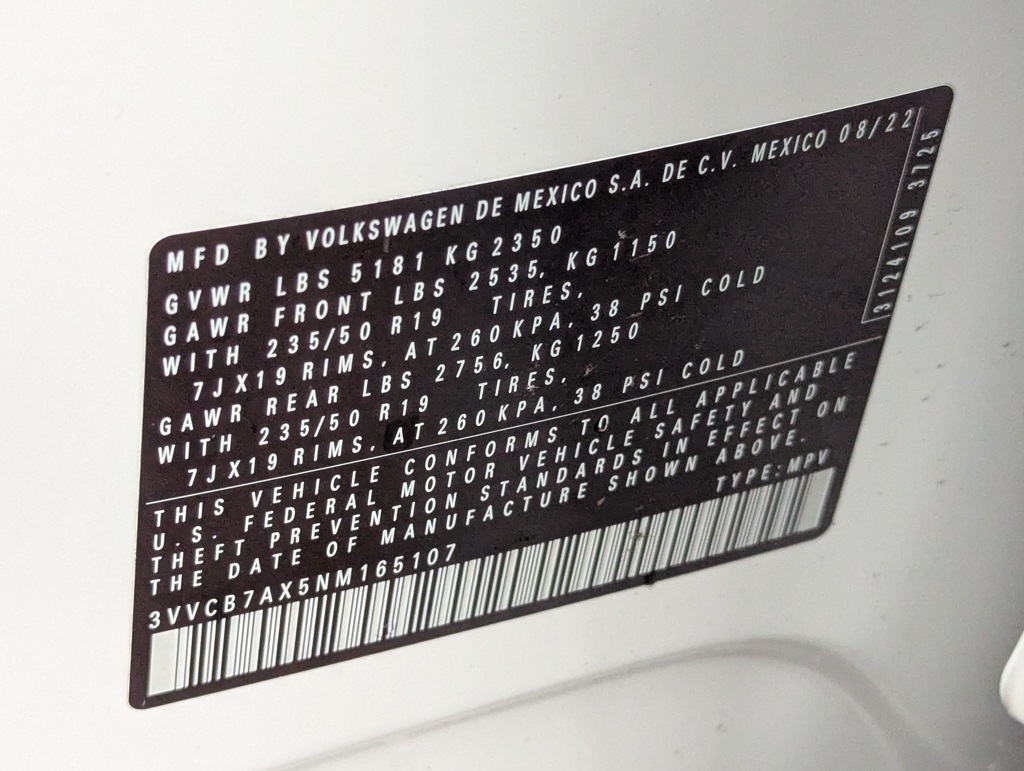 MFD BY VOLKSWAGEN DE MEXICO S.A. DE C.V. MEXICO 08/22
GVWR LBS 5181 KG 2350
GAWR FRONT LBS 2535, KG 1150
WITH 235/50 R19 TIRES,
7JX19 RIMS, AT 260 KPA, 38 PSI COLD
GAWR REAR LBS 2756, KG 1250
WITH 235/50 R19 TIRES,
7JX19 RIMS, AT 260 KPA, 38 PSI COLD
THIS VEHICLE CONFORMS TO ALL APPLICABLE
U.S. FEDERAL MOTOR VEHICLE SAFETY AND
THEFT PREVENTION STANDARDS IN EFFECT ON
THE DATE OF MANUFACTURE SHOWN ABOVE.
3VVCB7AX5NM165107 TYPE: MPV
3124109 3725